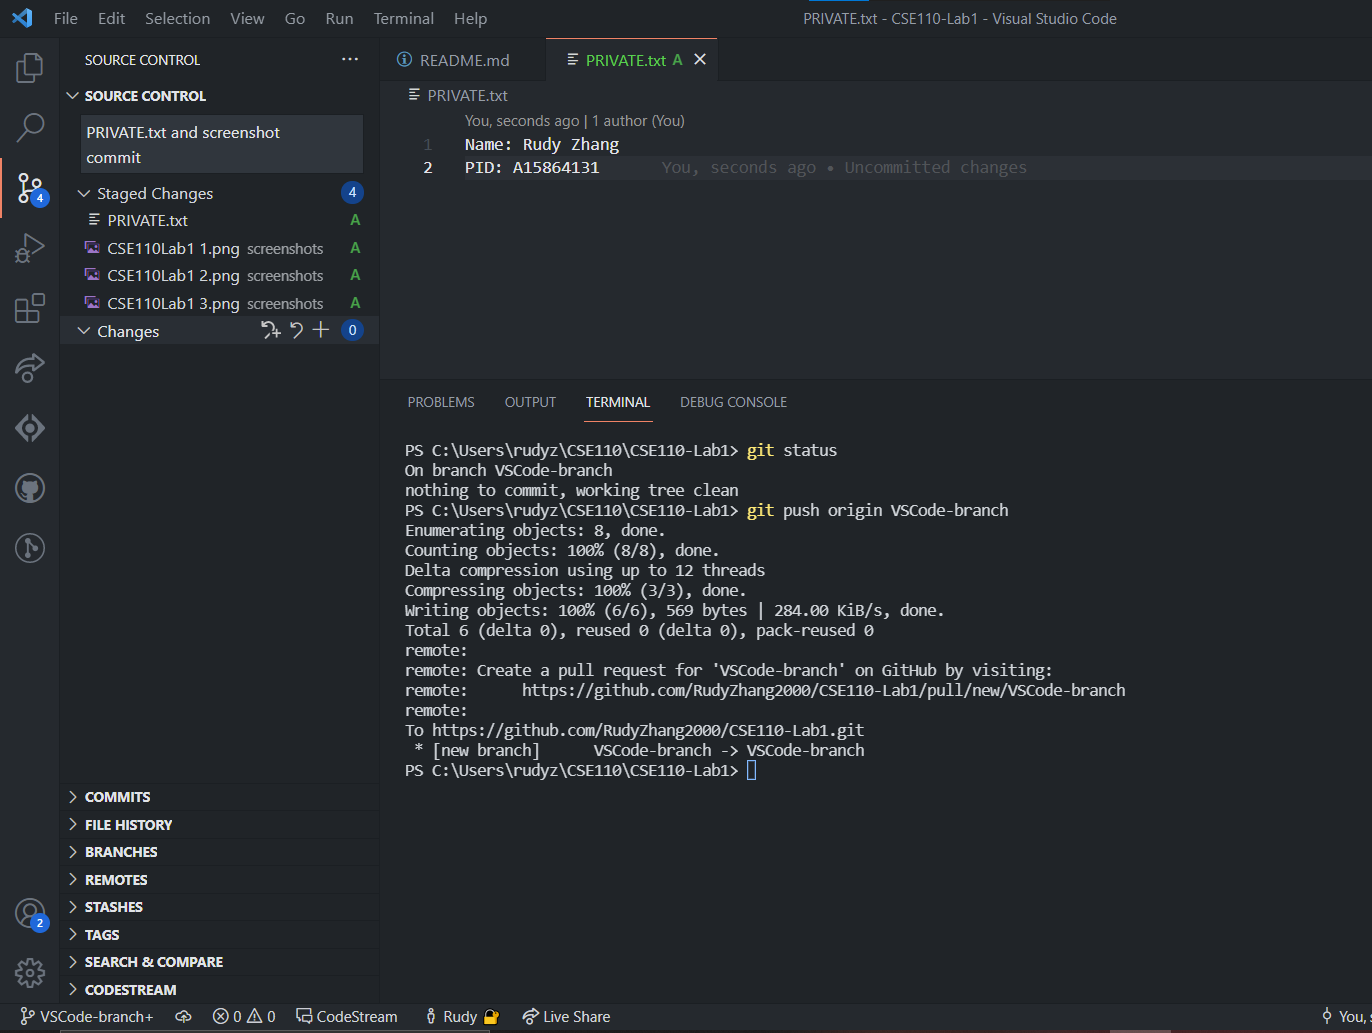 File Edit Selection View Go Run Terminal Help PRIVATE.txt - CSE110-Lab1 - Visual Studio Code
SOURCE CONTROL ···
SOURCE CONTROL
PRIVATE.txt and screenshot
commit
Staged Changes 4
PRIVATE.txt A
CSE110Lab1 1.png screenshots A
CSE110Lab1 2.png screenshots A
CSE110Lab1 3.png screenshots A
Changes 0
4
COMMITS
FILE HISTORY
BRANCHES
REMOTES
STASHES
TAGS
SEARCH & COMPARE
CODESTREAM
2
README.md PRIVATE.txt A
PRIVATE.txt
You, seconds ago | 1 author (You)
1 Name: Rudy Zhang
2 PID: A15864131 You, seconds ago • Uncommitted changes
PROBLEMS OUTPUT TERMINAL DEBUG CONSOLE
PS C:\Users\rudyz\CSE110\CSE110-Lab1> git status
On branch VSCode-branch
nothing to commit, working tree clean
PS C:\Users\rudyz\CSE110\CSE110-Lab1> git push origin VSCode-branch
Enumerating objects: 8, done.
Counting objects: 100% (8/8), done.
Delta compression using up to 12 threads
Compressing objects: 100% (3/3), done.
Writing objects: 100% (6/6), 569 bytes | 284.00 KiB/s, done.
Total 6 (delta 0), reused 0 (delta 0), pack-reused 0
remote:
remote: Create a pull request for 'VSCode-branch' on GitHub by visiting:
remote:      https://github.com/RudyZhang2000/CSE110-Lab1/pull/new/VSCode-branch
remote:
To https://github.com/RudyZhang2000/CSE110-Lab1.git
 * [new branch]      VSCode-branch -> VSCode-branch
PS C:\Users\rudyz\CSE110\CSE110-Lab1>
VSCode-branch+ 0 0 CodeStream Rudy Live Share You,